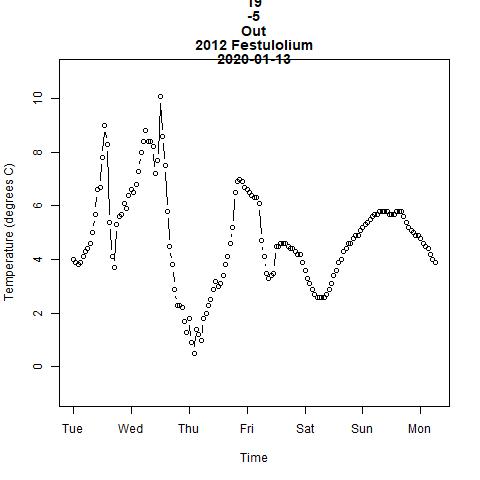 19
-5
Out
2012 Festulolium
2020-01-13
Temperature (degrees C)
10
8
6
4
2
0
Tue Wed Thu Fri Sat Sun Mon
Time